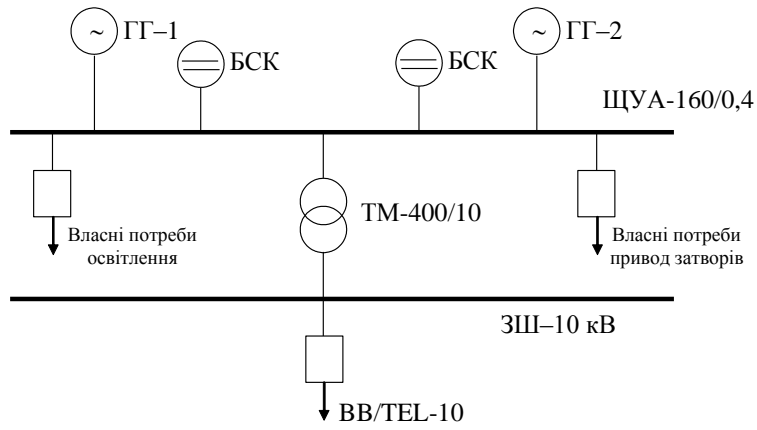 ~ ГГ–1
БСК
БСК
~ ГГ–2
ЩУА-160/0,4
Власні потреби
освітлення
ТМ-400/10
Власні потреби
привод затворів
ЗШ–10 кВ
ВВ/TEL-10